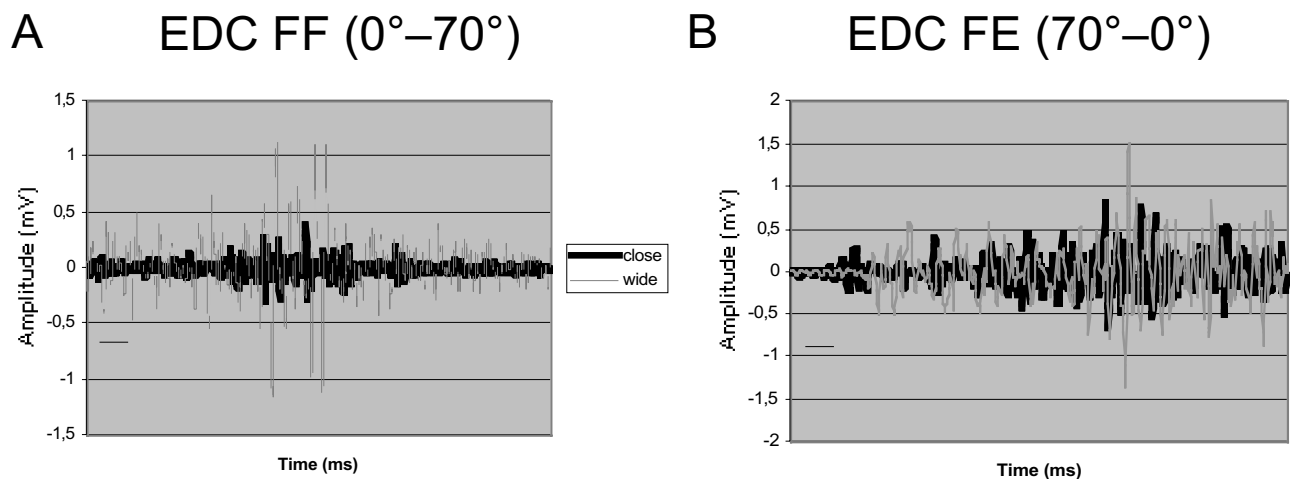 A
EDC FF (0°–70°)
B
EDC FE (70°–0°)
Amplitude (mV)
1,5
1
0,5
0
-0,5
-1
-1,5
Time (ms)
close
wide
Amplitude (mV)
2
1,5
1
0,5
0
-0,5
-1
-1,5
-2
Time (ms)